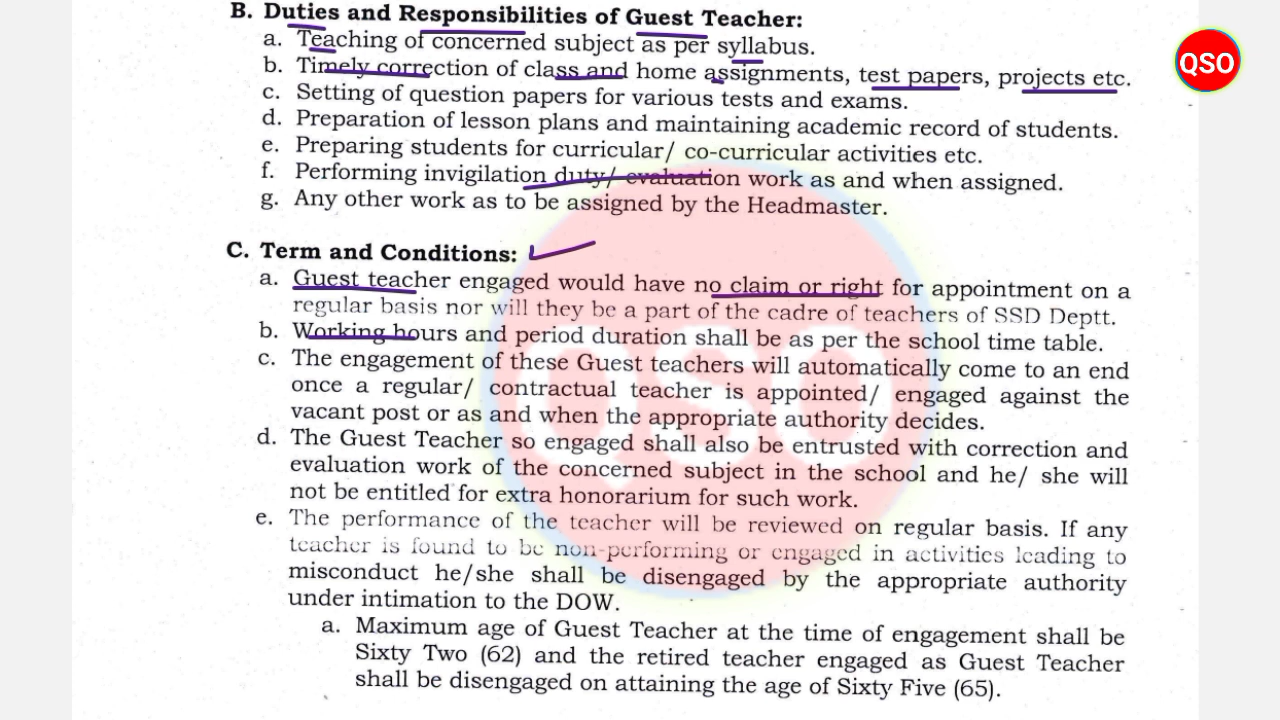 B. Duties and Responsibilities of Guest Teacher:
a. Teaching of concerned subject as per syllabus.
b. Timely correction of class and home assignments, test papers, projects etc.
c. Setting of question papers for various tests and exams.
d. Preparation of lesson plans and maintaining academic record of students.
e. Preparing students for curricular/ co-curricular activities etc.
f. Performing invigilation duty/ evaluation work as and when assigned.
g. Any other work as to be assigned by the Headmaster.
C. Term and Conditions:
a. Guest teacher engaged would have no claim or right for appointment on a
regular basis nor will they be a part of the cadre of teachers of SSD Deptt.
b. Working hours and period duration shall be as per the school time table.
c. The engagement of these Guest teachers will automatically come to an end
once a regular/ contractual teacher is appointed/ engaged against the
vacant post or as and when the appropriate authority decides.
d. The Guest Teacher so engaged shall also be entrusted with correction and
evaluation work of the concerned subject in the school and he/ she will
not be entitled for extra honorarium for such work.
e. The performance of the teacher will be reviewed on regular basis. If any
teacher is found to be non-performing or engaged in activities leading to
misconduct he/she shall be disengaged by the appropriate authority
under intimation to the DOW.
a. Maximum age of Guest Teacher at the time of engagement shall be
Sixty Two (62) and the retired teacher engaged as Guest Teacher
shall be disengaged on attaining the age of Sixty Five (65).
QSO
QSO